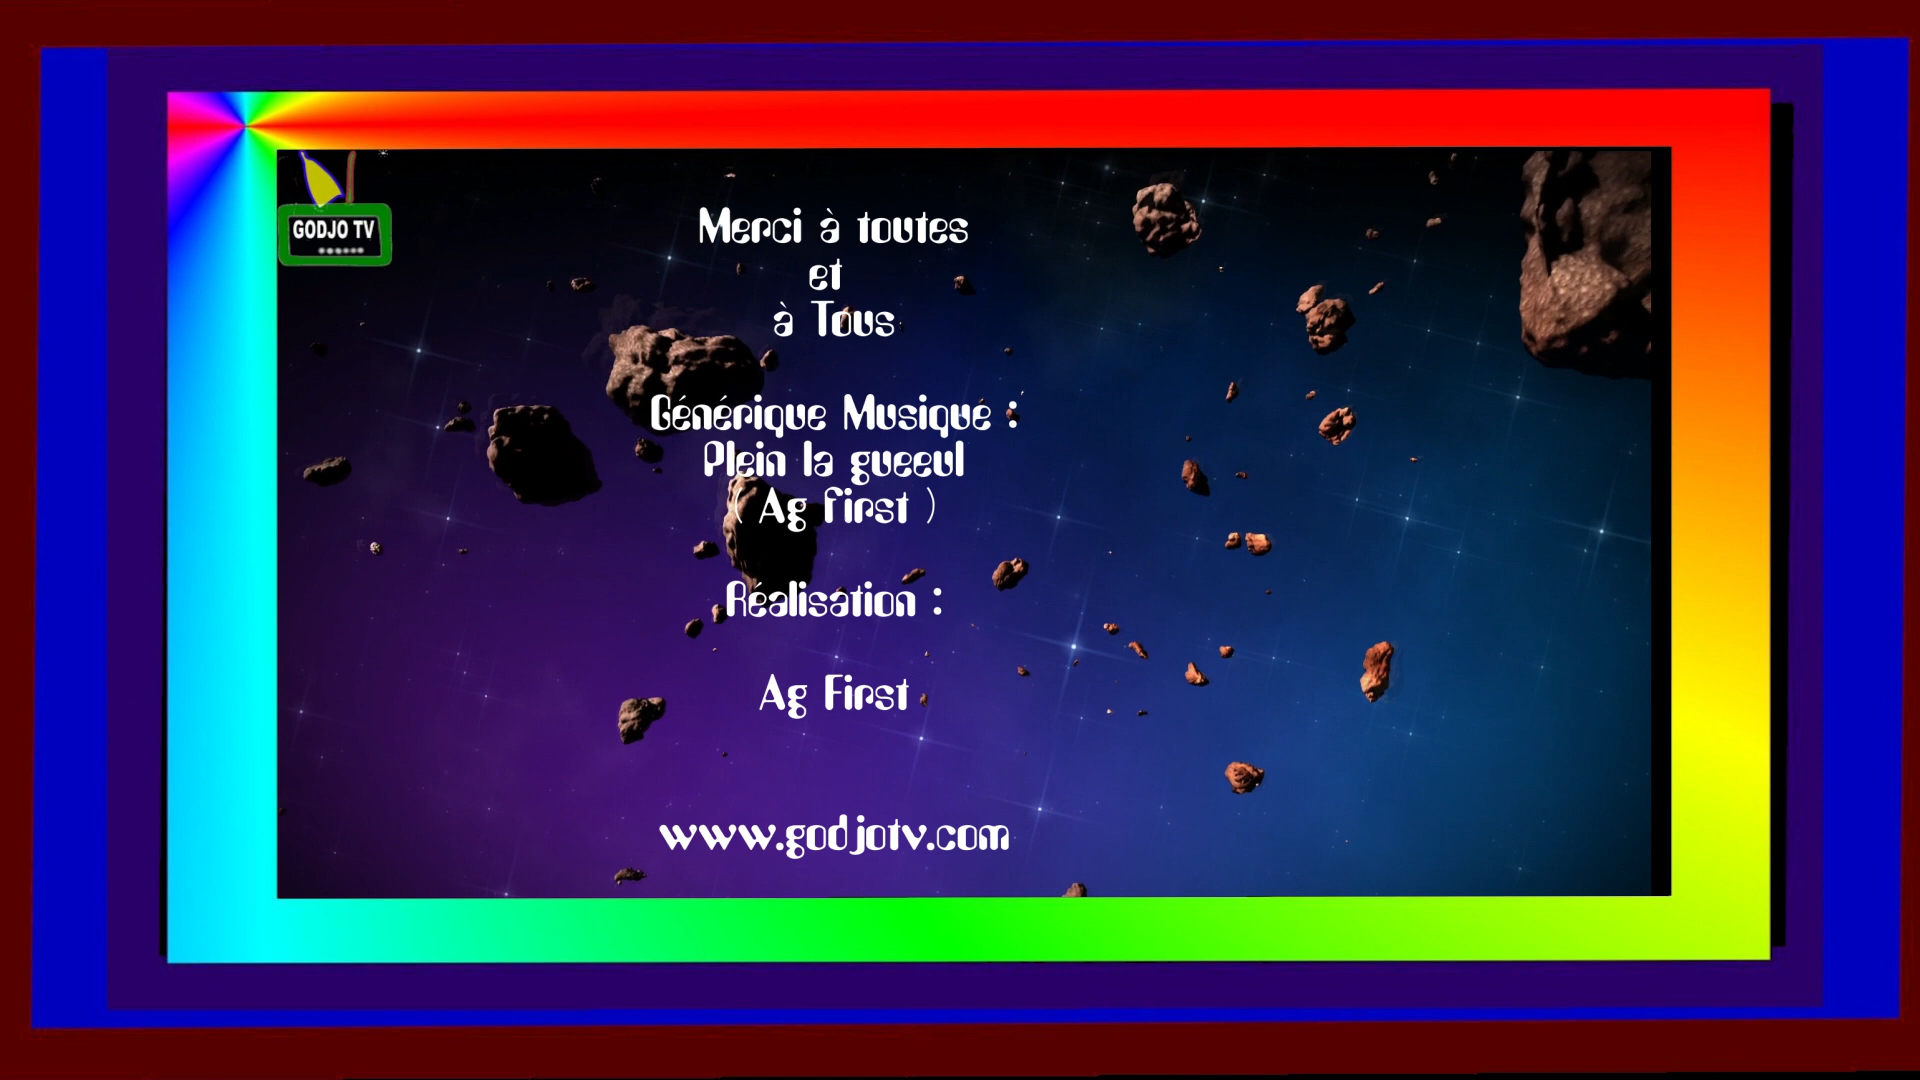 GODJO TV
Merci à toutes
et
à Tous
Générique Musique :
Plein la gueeul
( Ag first )
Réalisation :
Ag First
www.godjotv.com